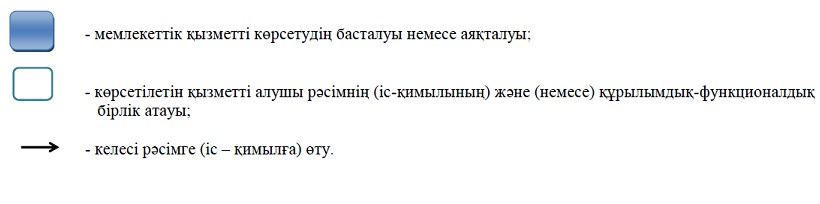 - мемлекеттік қызметті көрсетудің басталуы немесе аяқталуы;
- көрсетілетін қызметті алушы рәсімнің (іс-қимылының) және (немесе) құрылымдық-функционалдық
бірлік атауы;
- келесі рәсімге (іс – қимылға) өту.